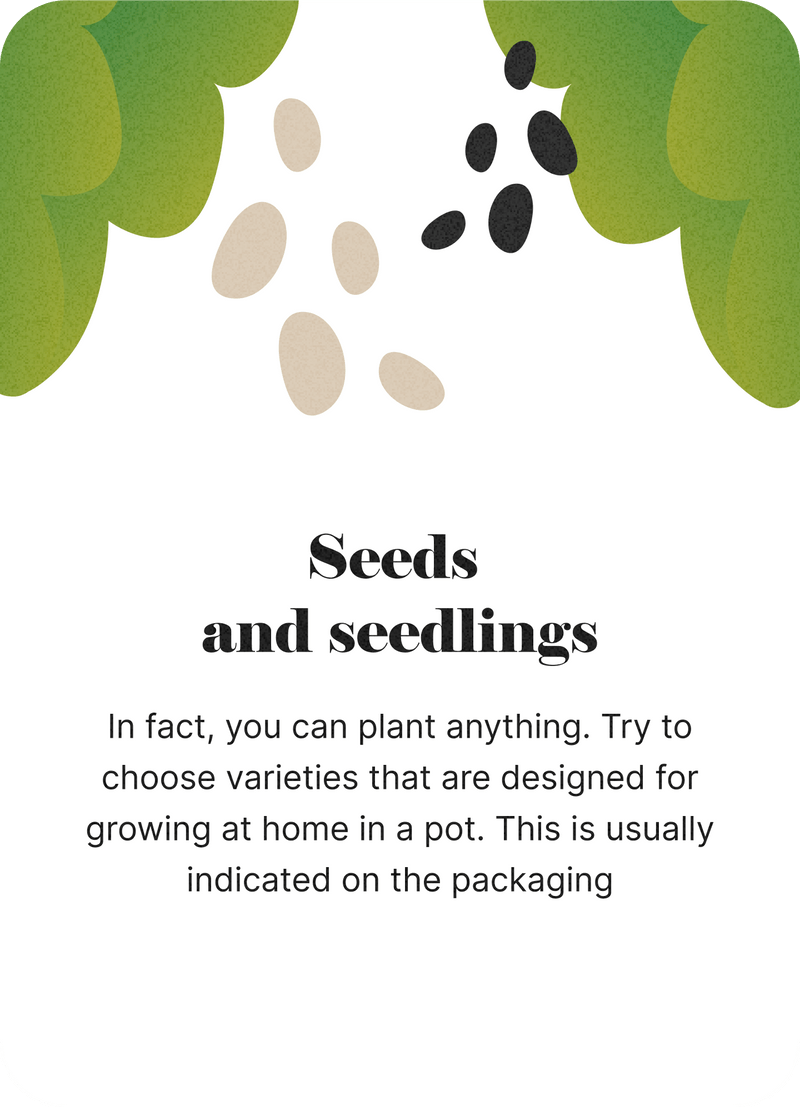 Seeds
and seedlings
In fact, you can plant anything. Try to
choose varieties that are designed for
growing at home in a pot. This is usually
indicated on the packaging